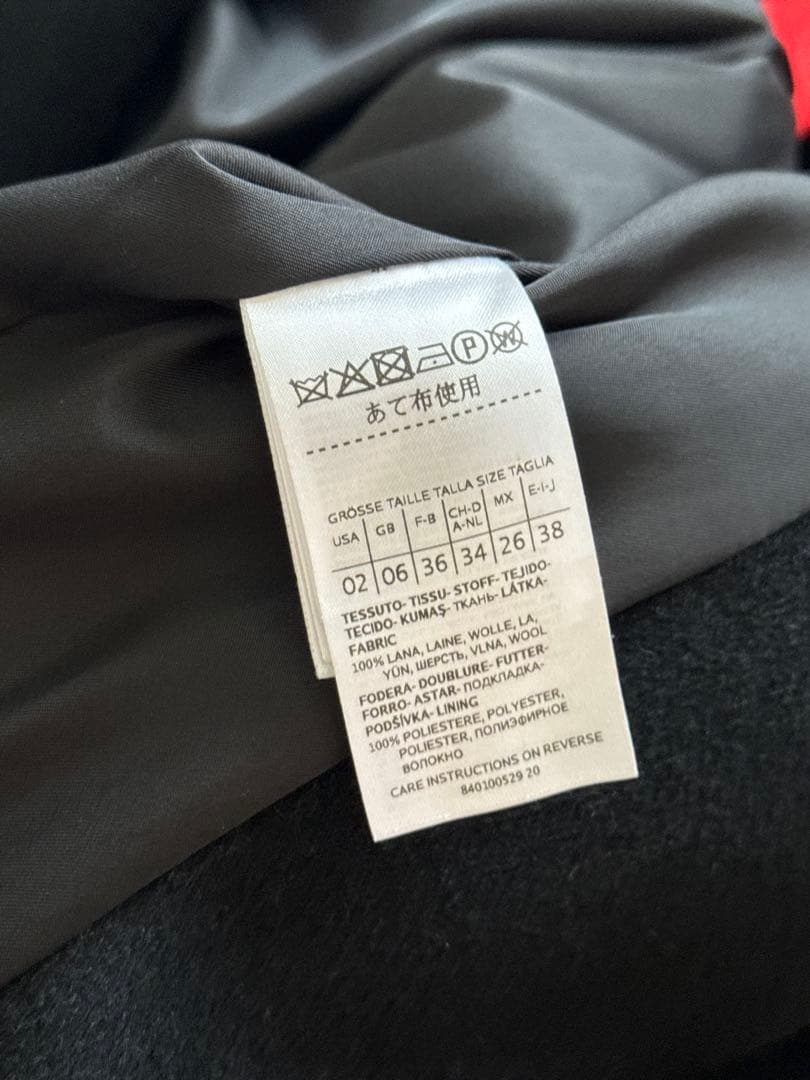 P W
あて布使用
GRÖSSE TAILLE TALLA SIZE TAGLIA
USA GB F-B CH-D A-NL MX E-I-J
02 06 36 34 26 38
TESSUTO- TISSU- STOFF- TEJIDO-
TECIDO- KUMAŞ- ТКАНЬ- LÁTKA-
FABRIC
100% LANA, LAINE, WOLLE, LA,
YÜN, ШЕРСТЬ, VLNA, WOOL
FODERA- DOUBLURE- FUTTER-
FORRO- ASTAR- ПОДКЛАДКА-
PODŠÍVKA- LINING
100% POLIESTERE, POLYESTER,
POLIESTER, ПОЛИЭФИРНОЕ
ВОЛОКНО
CARE INSTRUCTIONS ON REVERSE
840100529 20